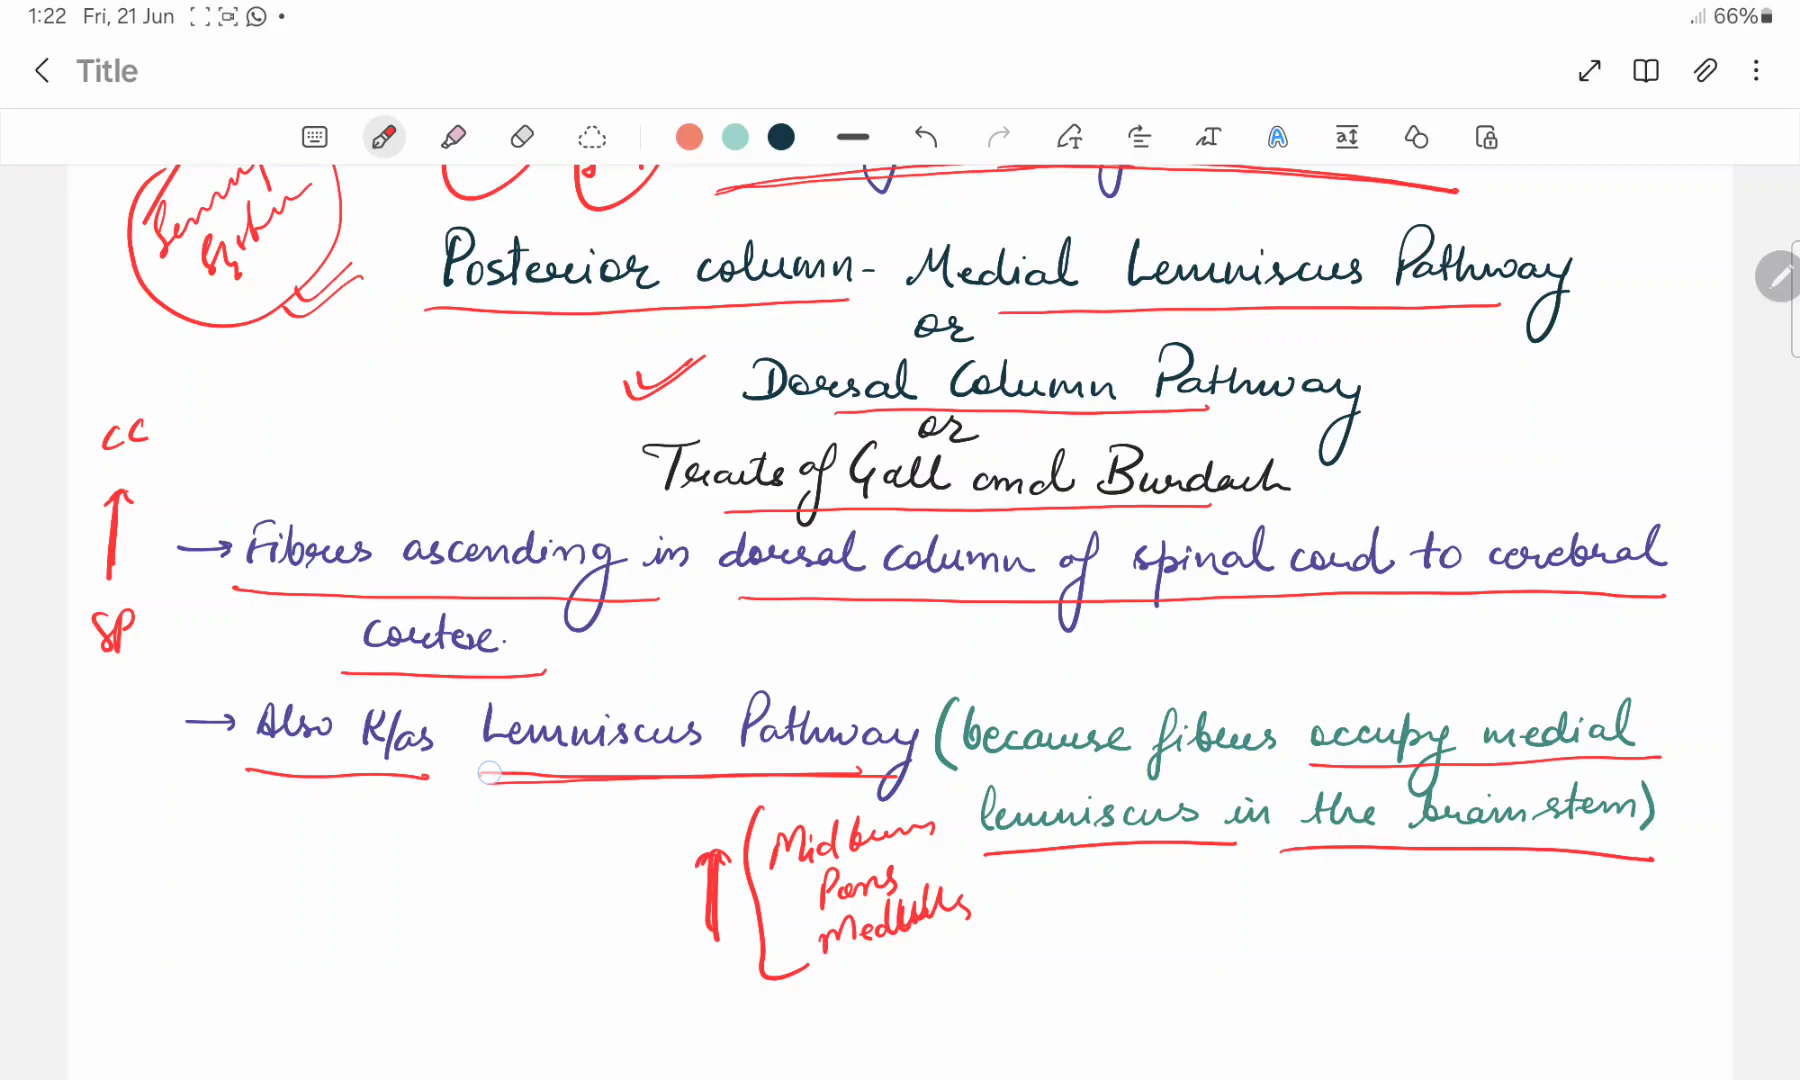 1:22 Fri, 21 Jun
66%
Title
Sensory
System
Posterior column - Medial Lemniscus Pathway
or
Dorsal Column Pathway
or
Tracts of Gall and Burdach
CC
SP
→ Fibres ascending in dorsal column of spinal cord to cerebral
cortex.
→ Also K/as Lemniscus Pathway (because fibres occupy medial
lemniscus in the brainstem)
Midbrain
Pons
Medulla